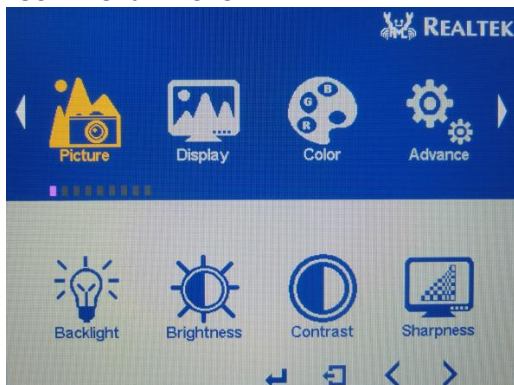 REALTEK
Picture
Display
Color
Advance
R
G
B
Backlight
Brightness
Contrast
Sharpness